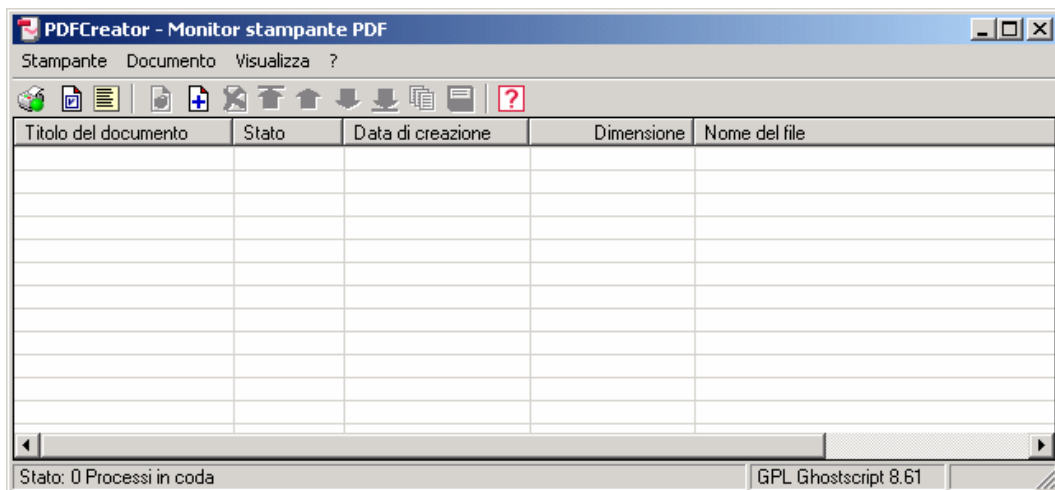 PDFCreator - Monitor stampante PDF
Stampante Documento Visualizza ?
Titolo del documento Stato Data di creazione Dimensione Nome del file
Stato: 0 Processi in coda GPL Ghostscript 8.61